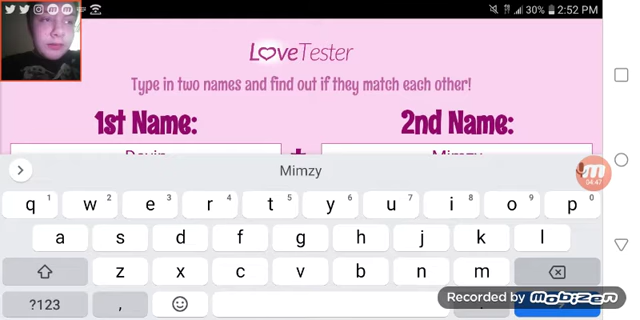 30% 2:52 PM
LoveTester
Type in two names and find out if they match each other!
1st Name: 2nd Name:
Mimzy
Mimzy
04:47
q 1 w 2 e 3 r 4 t 5 y 6 u 7 i 8 o 9 p 0
a s d f g h j k l
z x c v b n m
?123 ,
Recorded by Mobizen